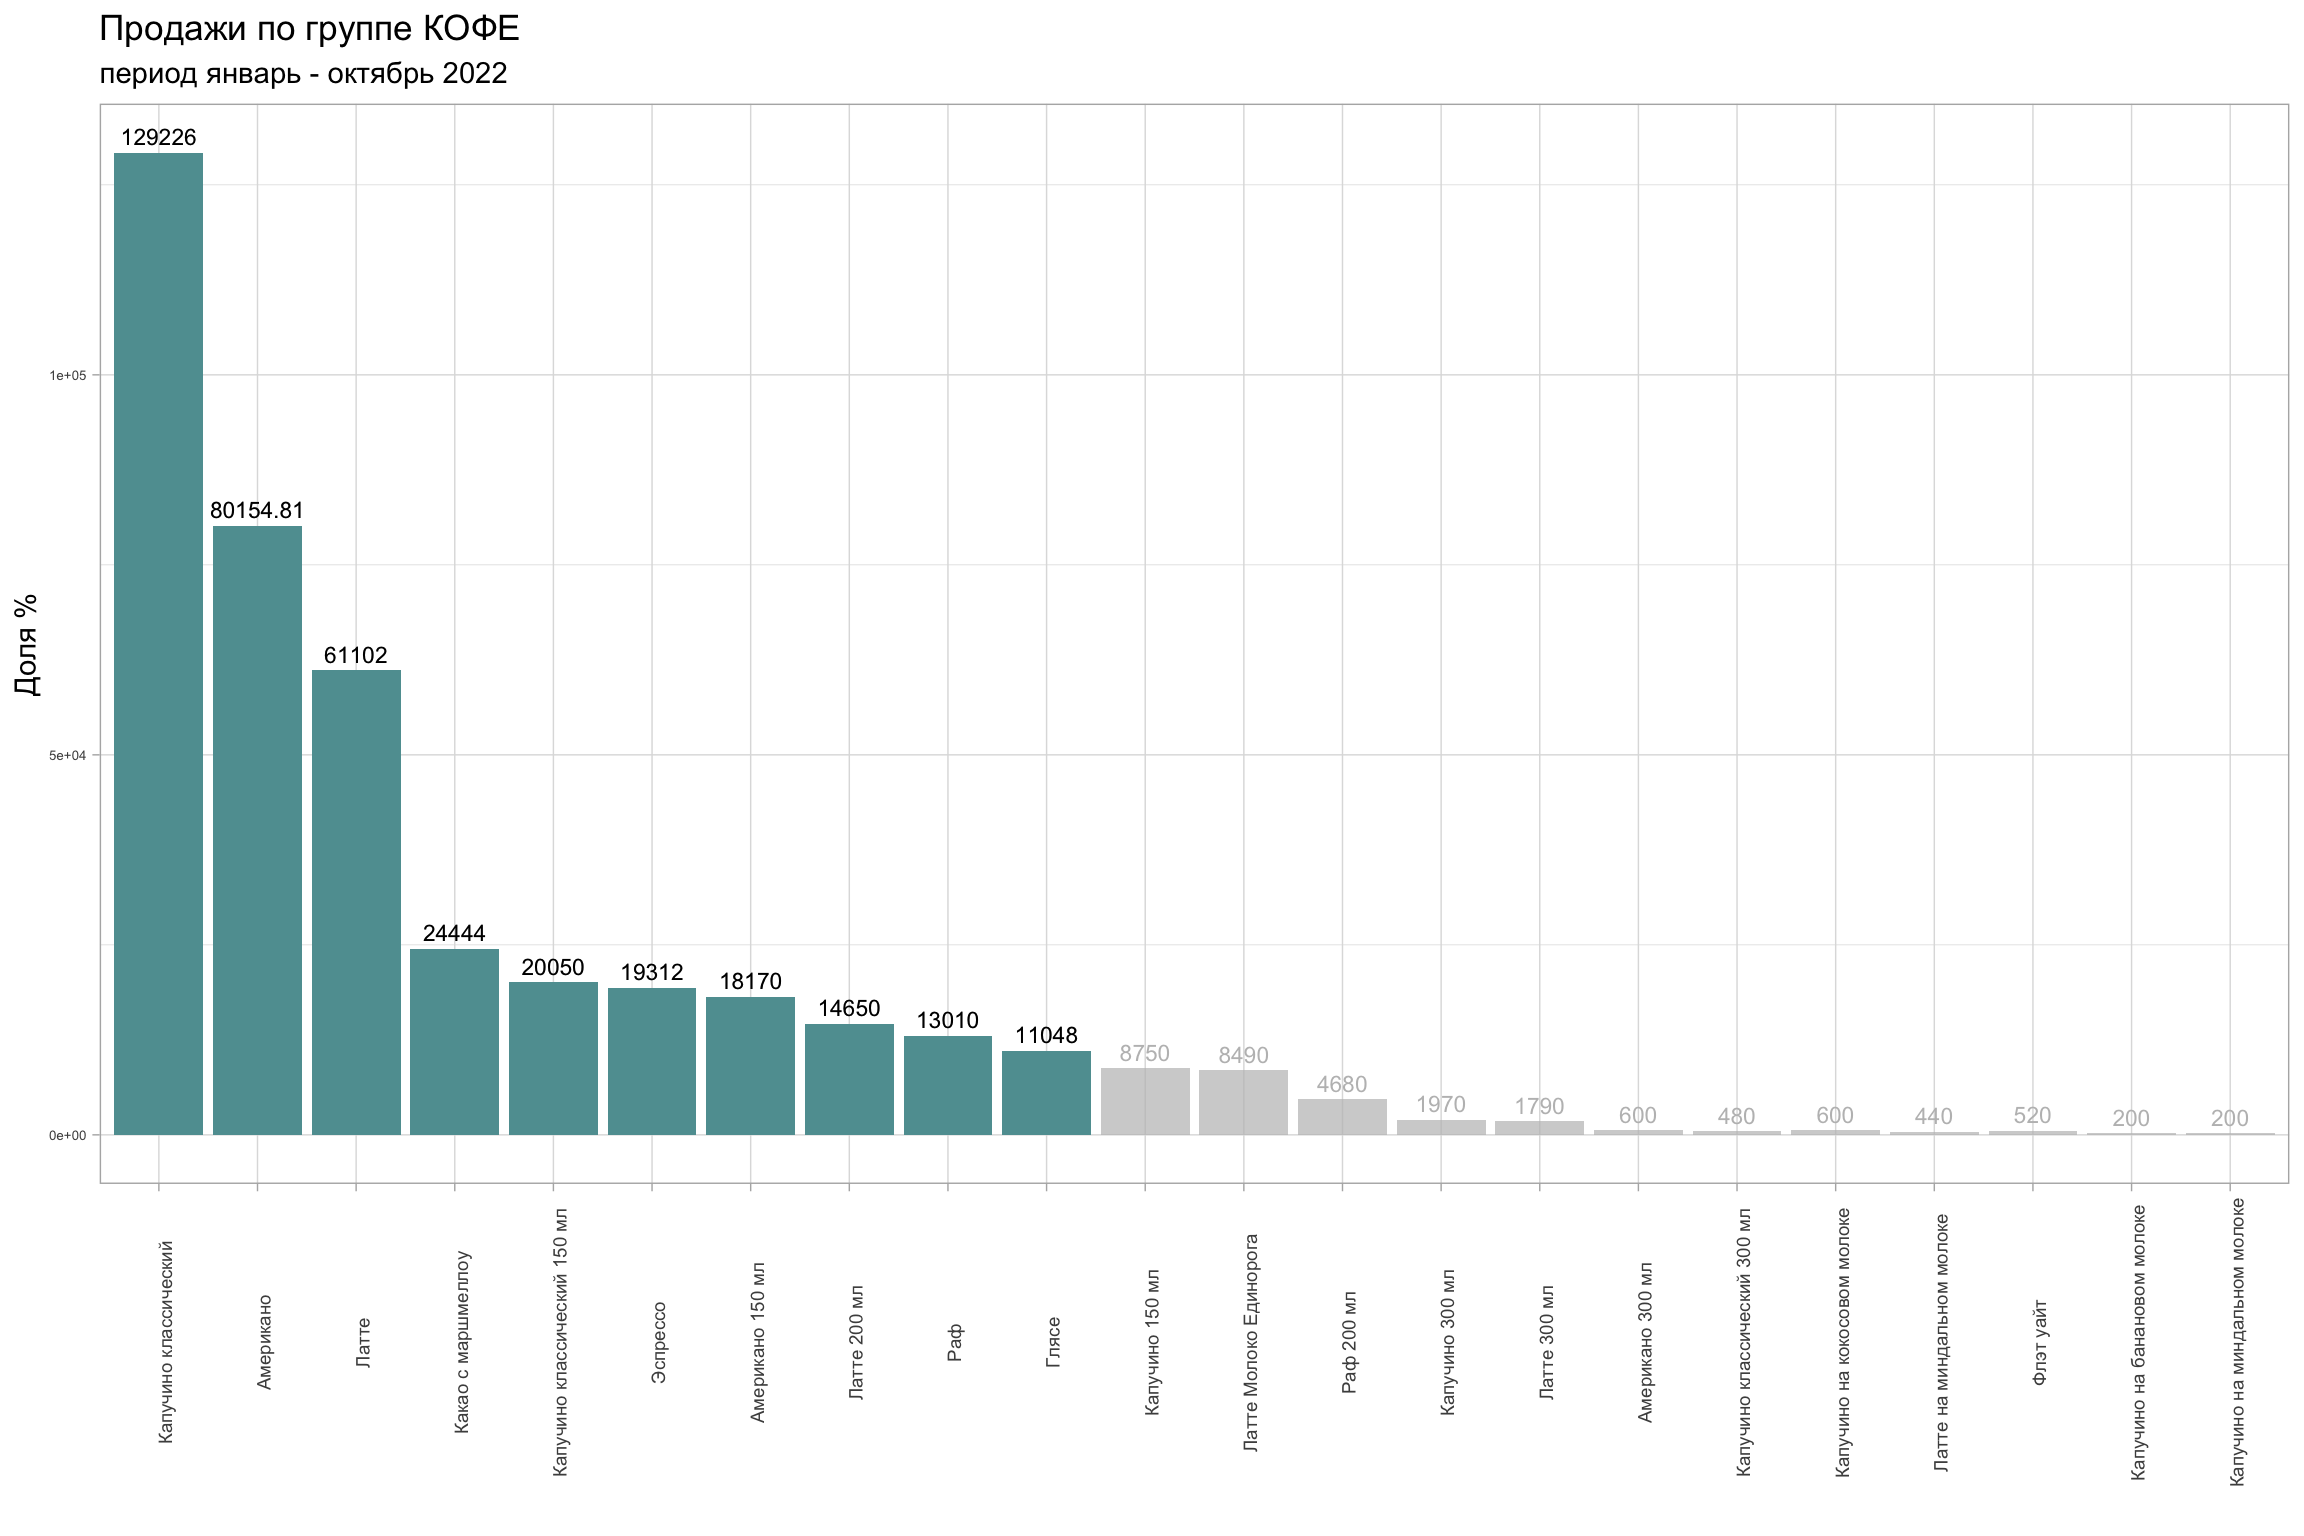 Продажи по группе КОФЕ
период январь - октябрь 2022
Доля %
1e+05
5e+04
0e+00
129226
80154.81
61102
24444
20050
19312
18170
14650
13010
11048
8750
8490
4680
1970
1790
600
480
600
440
520
200
200
Капучино классический
Американо
Латте
Какао с маршмеллоу
Капучино классический 150 мл
Эспрессо
Американо 150 мл
Латте 200 мл
Раф
Глясе
Капучино 150 мл
Латте Молоко Единорога
Раф 200 мл
Капучино 300 мл
Латте 300 мл
Американо 300 мл
Капучино классический 300 мл
Капучино на кокосовом молоке
Латте на миндальном молоке
Флэт уайт
Капучино на банановом молоке
Капучино на миндальном молоке